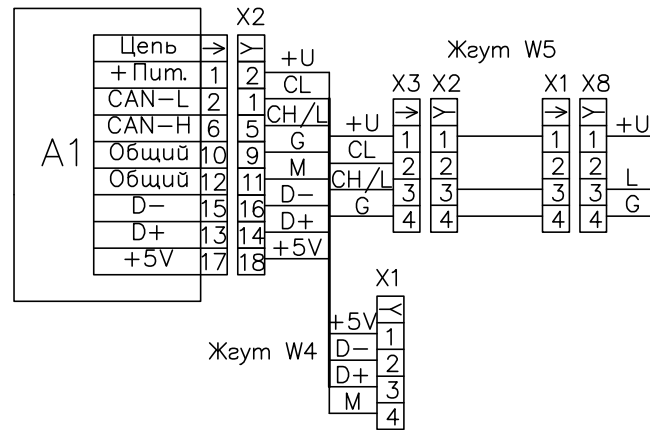 X2
Цепь
+U
Жгут W5
+Пит. 1 2
CL
X3 X2 X1 X8
CAN-L 2 1
CH/L
CAN-H 6 5
+U 1 1 1 1 +U
A1
G
Общий 10 9
CL 2 2 2 2
M
Общий 12 11
CH/L 3 3 3 3 L
D-
D- 15 16
G 4 4 4 4 G
D+
D+ 13 14
+5V
+5V 17 18
X1
+5V 1
Жгут W4
D- 2
D+ 3
M 4